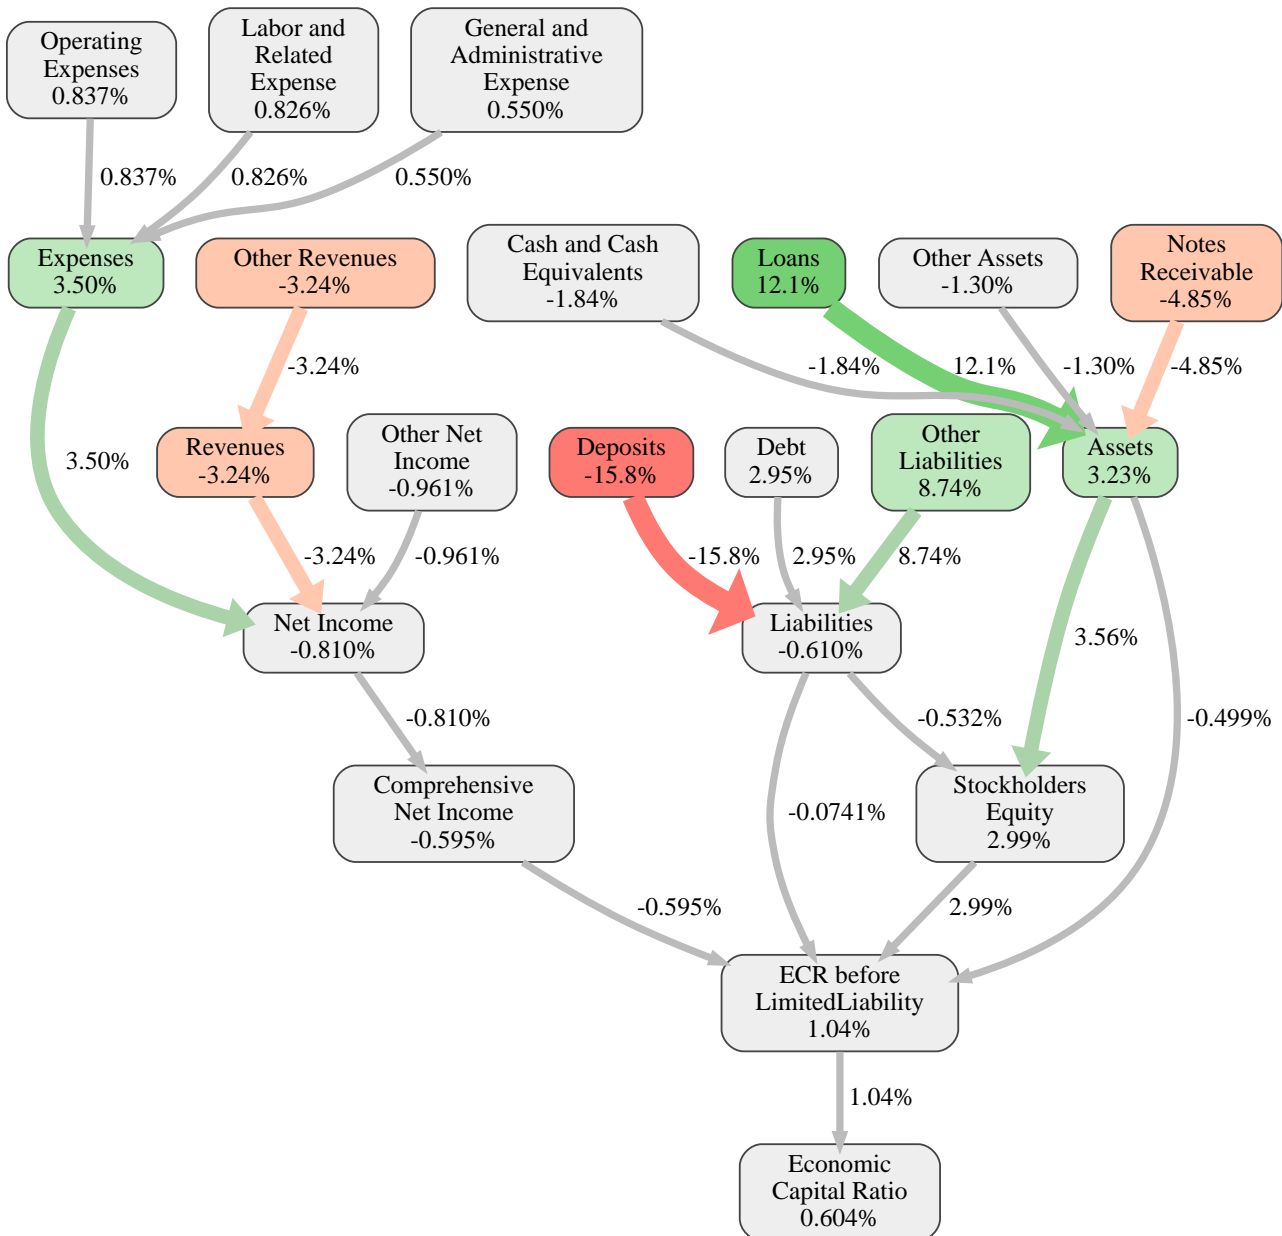 Operating
Expenses
0.837%
Labor and
Related
Expense
0.826%
General and
Administrative
Expense
0.550%
0.837%
0.826%
0.550%
Expenses
3.50%
Other Revenues
-3.24%
Cash and Cash
Equivalents
-1.84%
Loans
12.1%
Other Assets
-1.30%
Notes
Receivable
-4.85%
-3.24%
-1.84%
12.1%
-1.30%
-4.85%
3.50%
Revenues
-3.24%
Other Net
Income
-0.961%
Deposits
-15.8%
Debt
2.95%
Other
Liabilities
8.74%
Assets
3.23%
-3.24%
-0.961%
-15.8%
2.95%
8.74%
Net Income
-0.810%
Liabilities
-0.610%
3.56%
-0.810%
-0.532%
-0.499%
Comprehensive
Net Income
-0.595%
-0.0741%
Stockholders
Equity
2.99%
-0.595%
2.99%
ECR before
LimitedLiability
1.04%
1.04%
Economic
Capital Ratio
0.604%